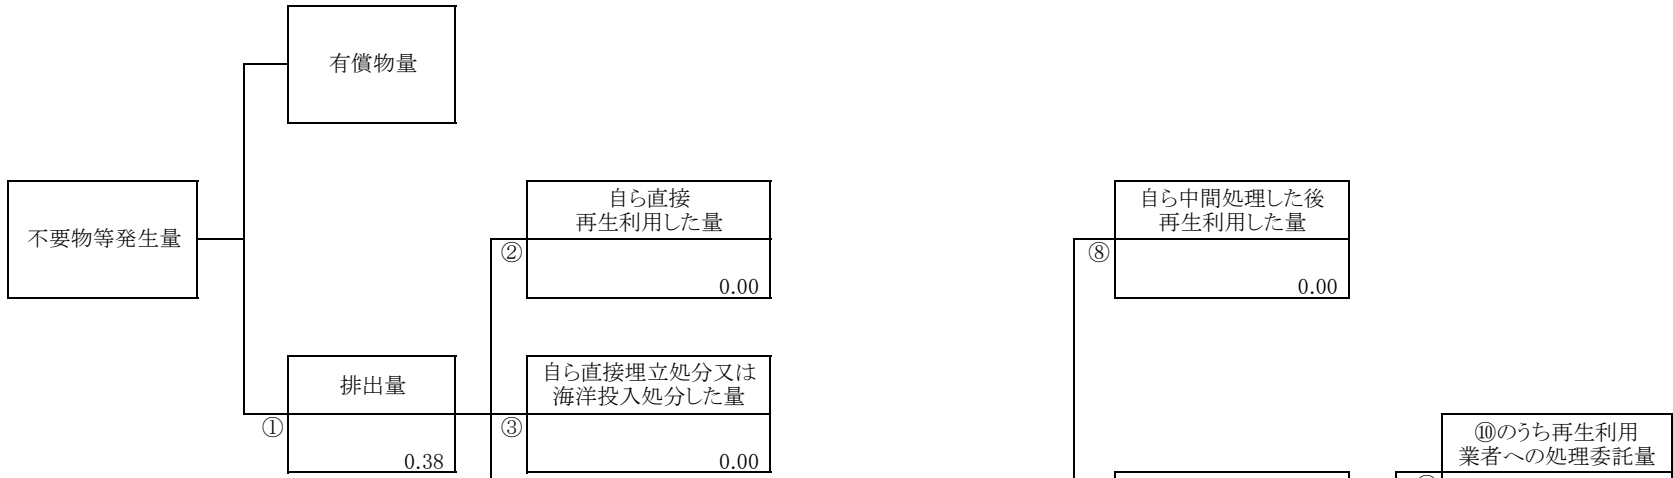 有償物量
不要物等発生量
自ら直接
再生利用した量
②
0.00
自ら中間処理した後
再生利用した量
⑧
0.00
排出量
①
0.38
自ら直接埋立処分又は
海洋投入処分した量
③
0.00
⑩のうち再生利用
業者への処理委託量